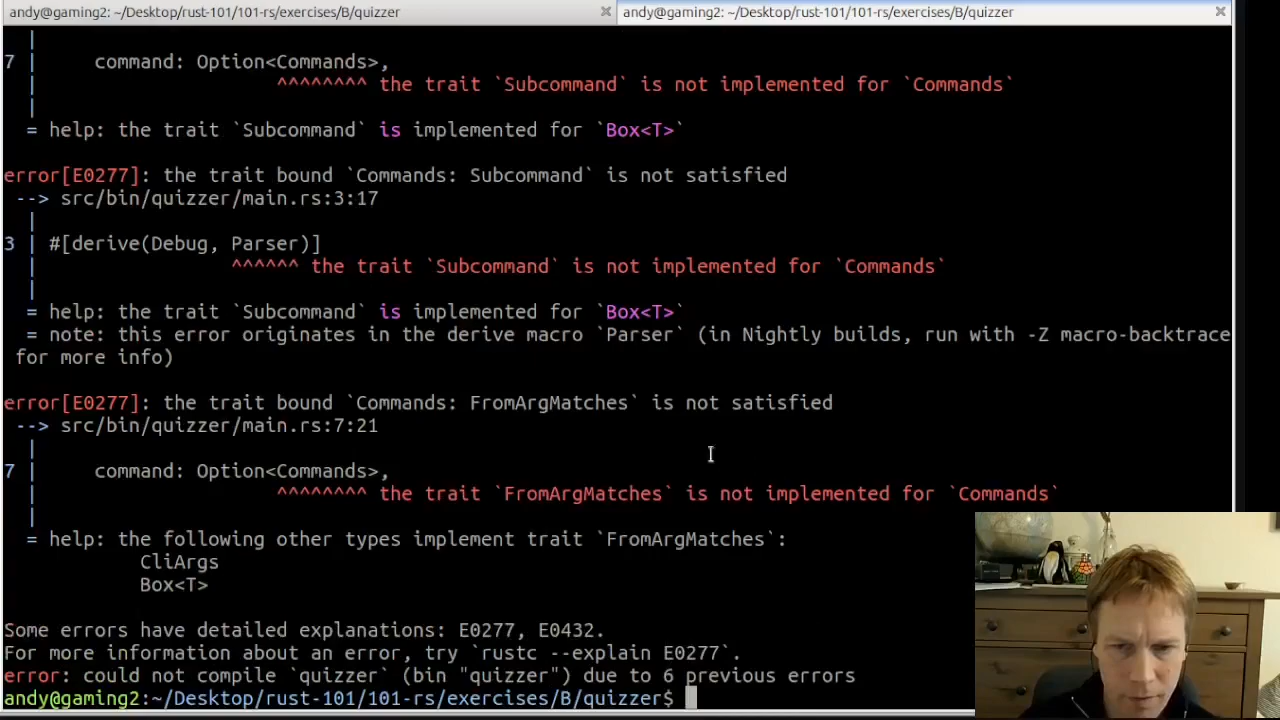 andy@gaming2: ~/Desktop/rust-101/101-rs/exercises/B/quizzer
andy@gaming2: ~/Desktop/rust-101/101-rs/exercises/B/quizzer
|
7 |     command: Option<Commands>,
|                     ^^^^^^^^ the trait `Subcommand` is not implemented for `Commands`
|
= help: the trait `Subcommand` is implemented for `Box<T>`
error[E0277]: the trait bound `Commands: Subcommand` is not satisfied
--> src/bin/quizzer/main.rs:3:17
|
3 | #[derive(Debug, Parser)]
|                 ^^^^^^ the trait `Subcommand` is not implemented for `Commands`
|
= help: the trait `Subcommand` is implemented for `Box<T>`
= note: this error originates in the derive macro `Parser` (in Nightly builds, run with -Z macro-backtrace
for more info)
error[E0277]: the trait bound `Commands: FromArgMatches` is not satisfied
--> src/bin/quizzer/main.rs:7:21
|
7 |     command: Option<Commands>,
|                     ^^^^^^^^ the trait `FromArgMatches` is not implemented for `Commands`
|
= help: the following other types implement trait `FromArgMatches`:
CliArgs
Box<T>
Some errors have detailed explanations: E0277, E0432.
For more information about an error, try `rustc --explain E0277`.
error: could not compile `quizzer` (bin "quizzer") due to 6 previous errors
andy@gaming2:~/Desktop/rust-101/101-rs/exercises/B/quizzer$